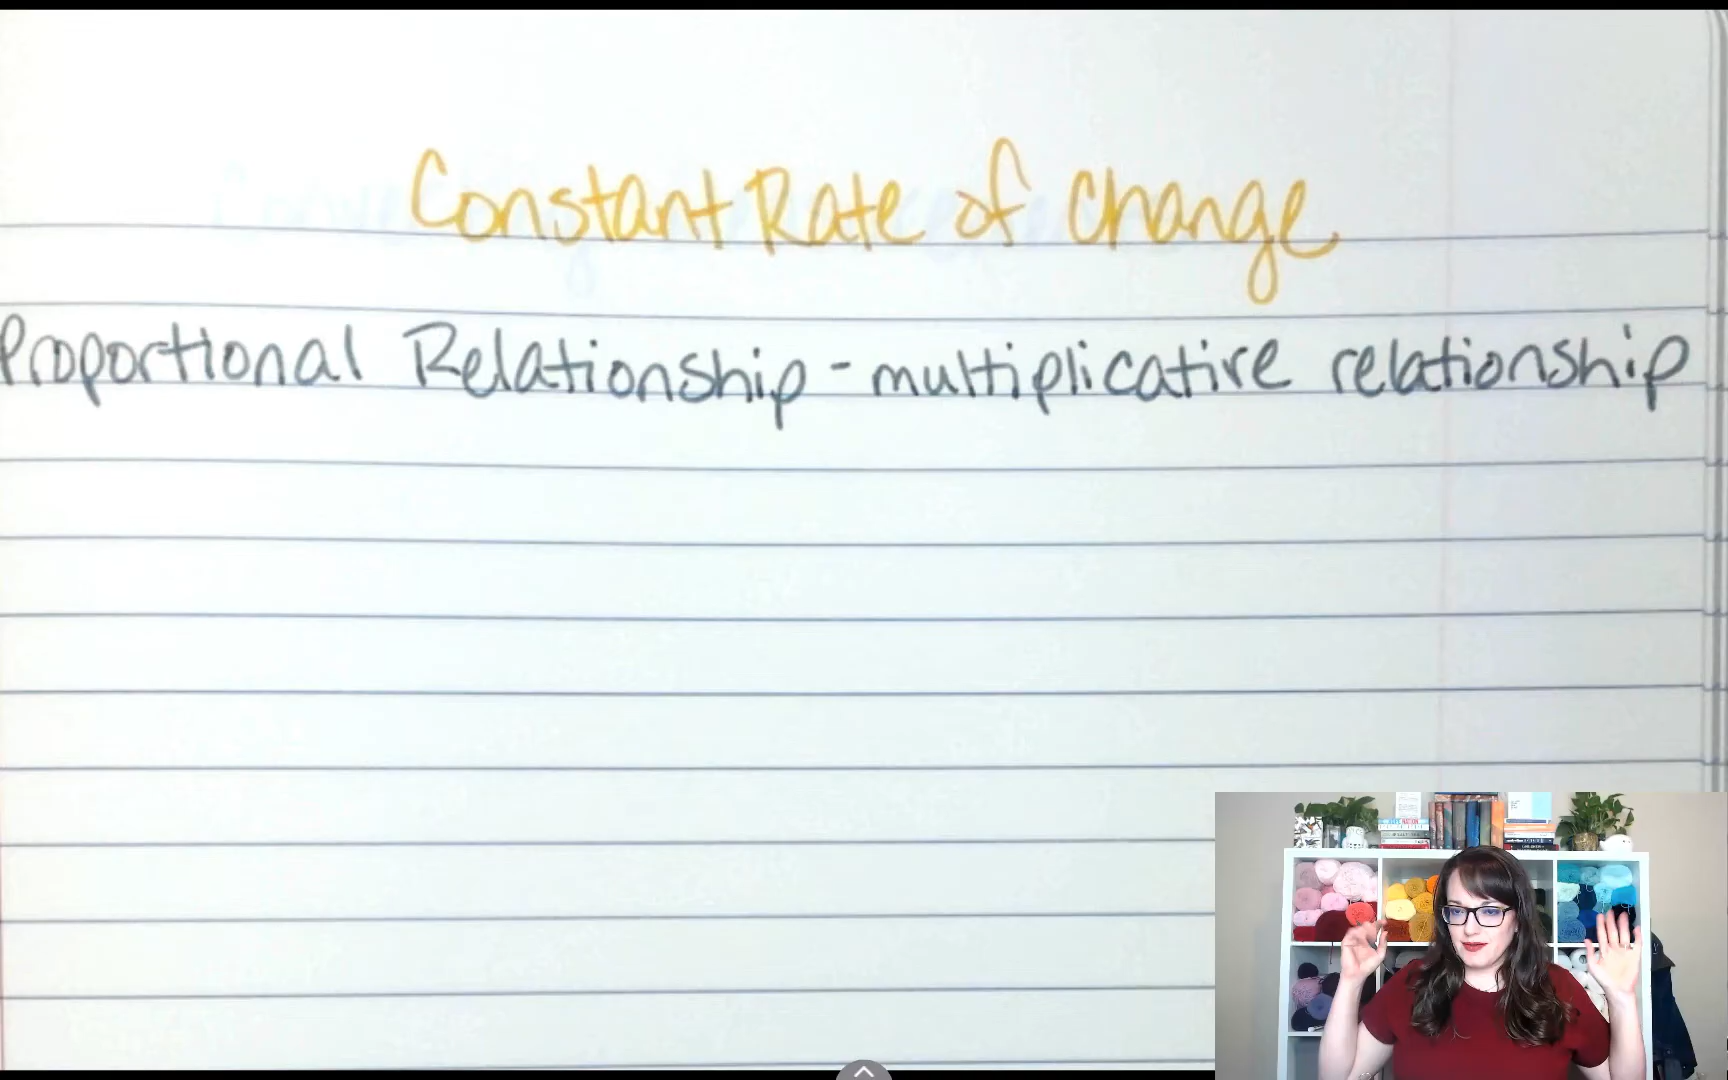 Constant Rate of Change
Proportional Relationship - multiplicative relationship